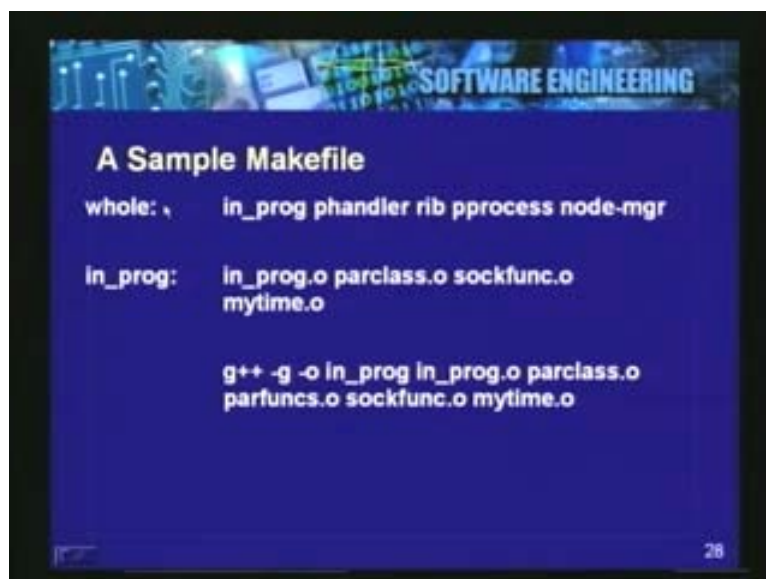 SOFTWARE ENGINEERING
A Sample Makefile
whole: in_prog phandler rib pprocess node-mgr
in_prog: in_prog.o parclass.o sockfunc.o
mytime.o
g++ -g -o in_prog in_prog.o parclass.o
parfuncs.o sockfunc.o mytime.o
28